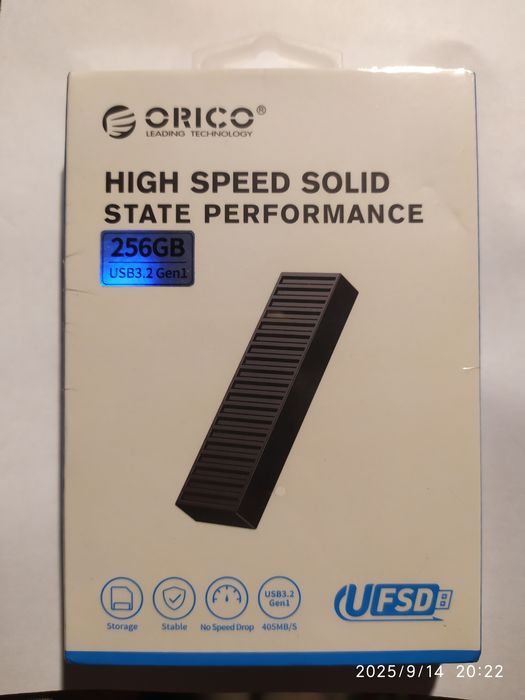 ORICO®
LEADING TECHNOLOGY
HIGH SPEED SOLID
STATE PERFORMANCE
256GB
USB3.2 Gen1
USB3.2
Gen1
Storage
Stable
No Speed Drop
405MB/S
UFSD
2025/9/14 20:22